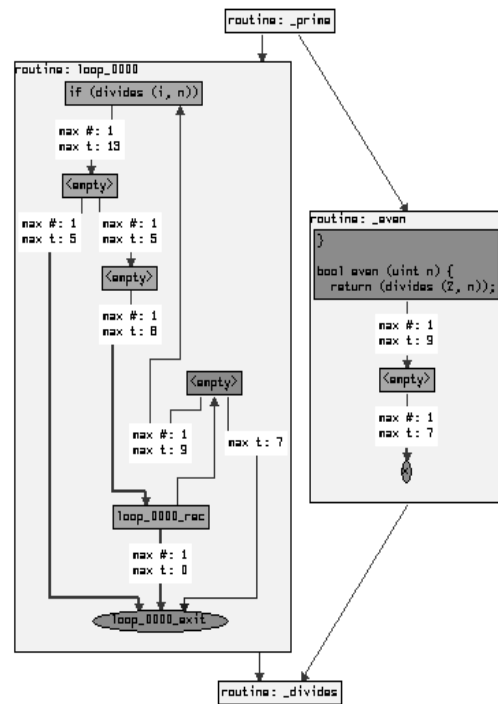 routine: _prime
routine: loop_0000
if (divides (i, n))
max #: 1
max t: 13
<empty>
max #: 1
max t: 5
max #: 1
max t: 5
<empty>
max #: 1
max t: 8
<empty>
max #: 1
max t: 9
max t: 7
loop_0000_rec
max #: 1
max t: 0
loop_0000_exit
routine: _even
}
bool even (uint n) {
return (divides (2, n));
max #: 1
max t: 9
<empty>
max #: 1
max t: 7
routine: _divides